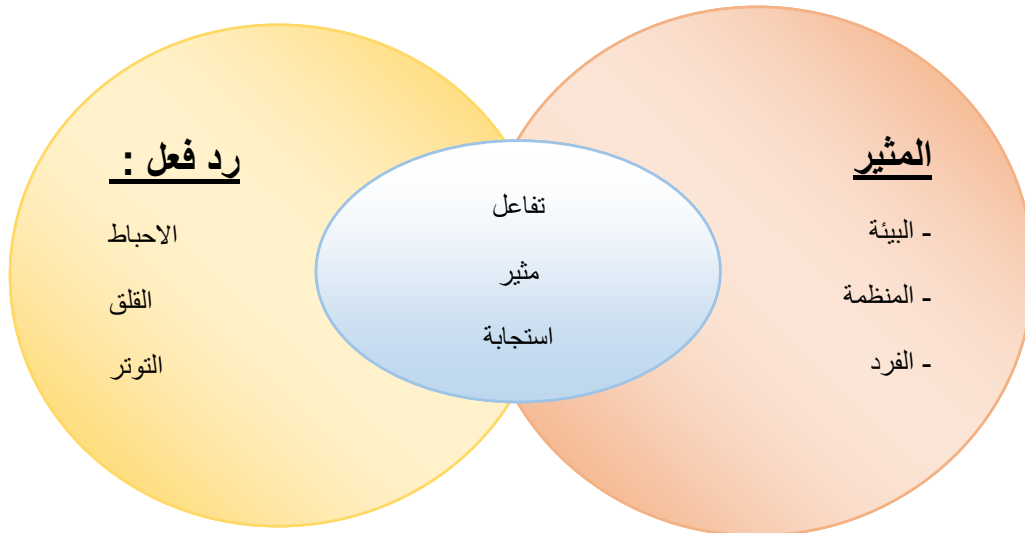 المثير
- البيئة
- المنظمة
- الفرد
تفاعل
مثير
استجابة
رد فعل :
الاحباط
القلق
التوتر